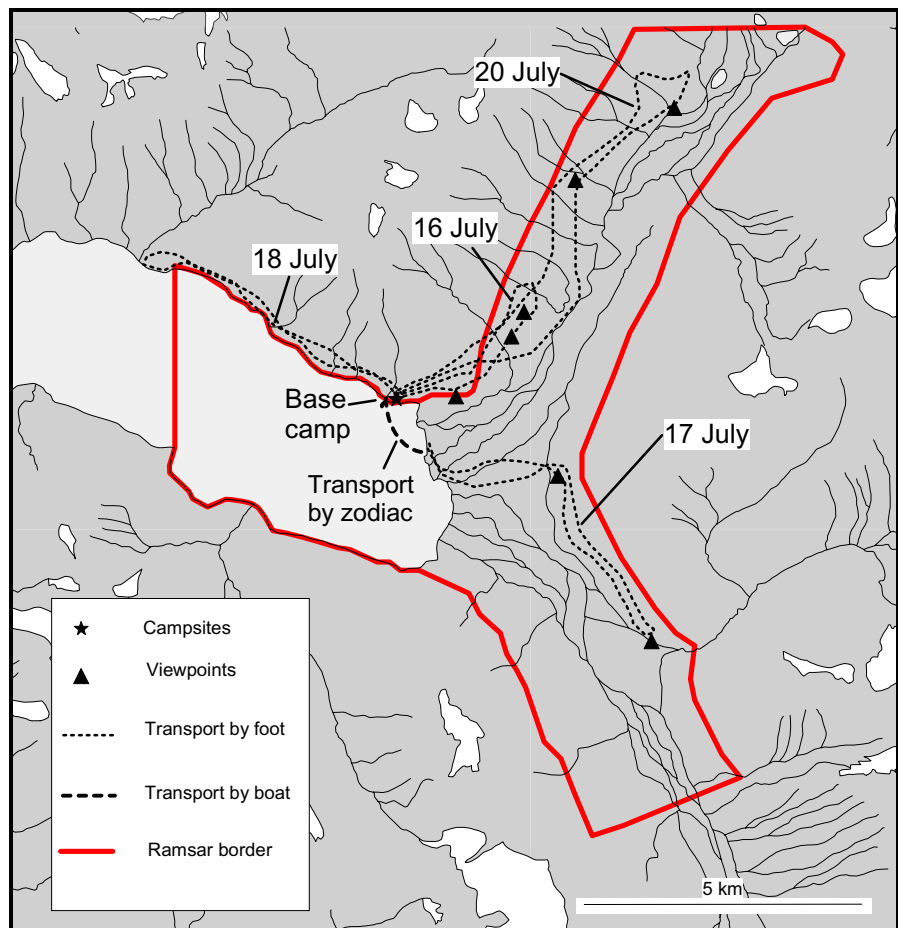 20 July
16 July
18 July
Base
camp
17 July
Transport
by zodiac
Campsites
Viewpoints
Transport by foot
Transport by boat
Ramsar border
5 km